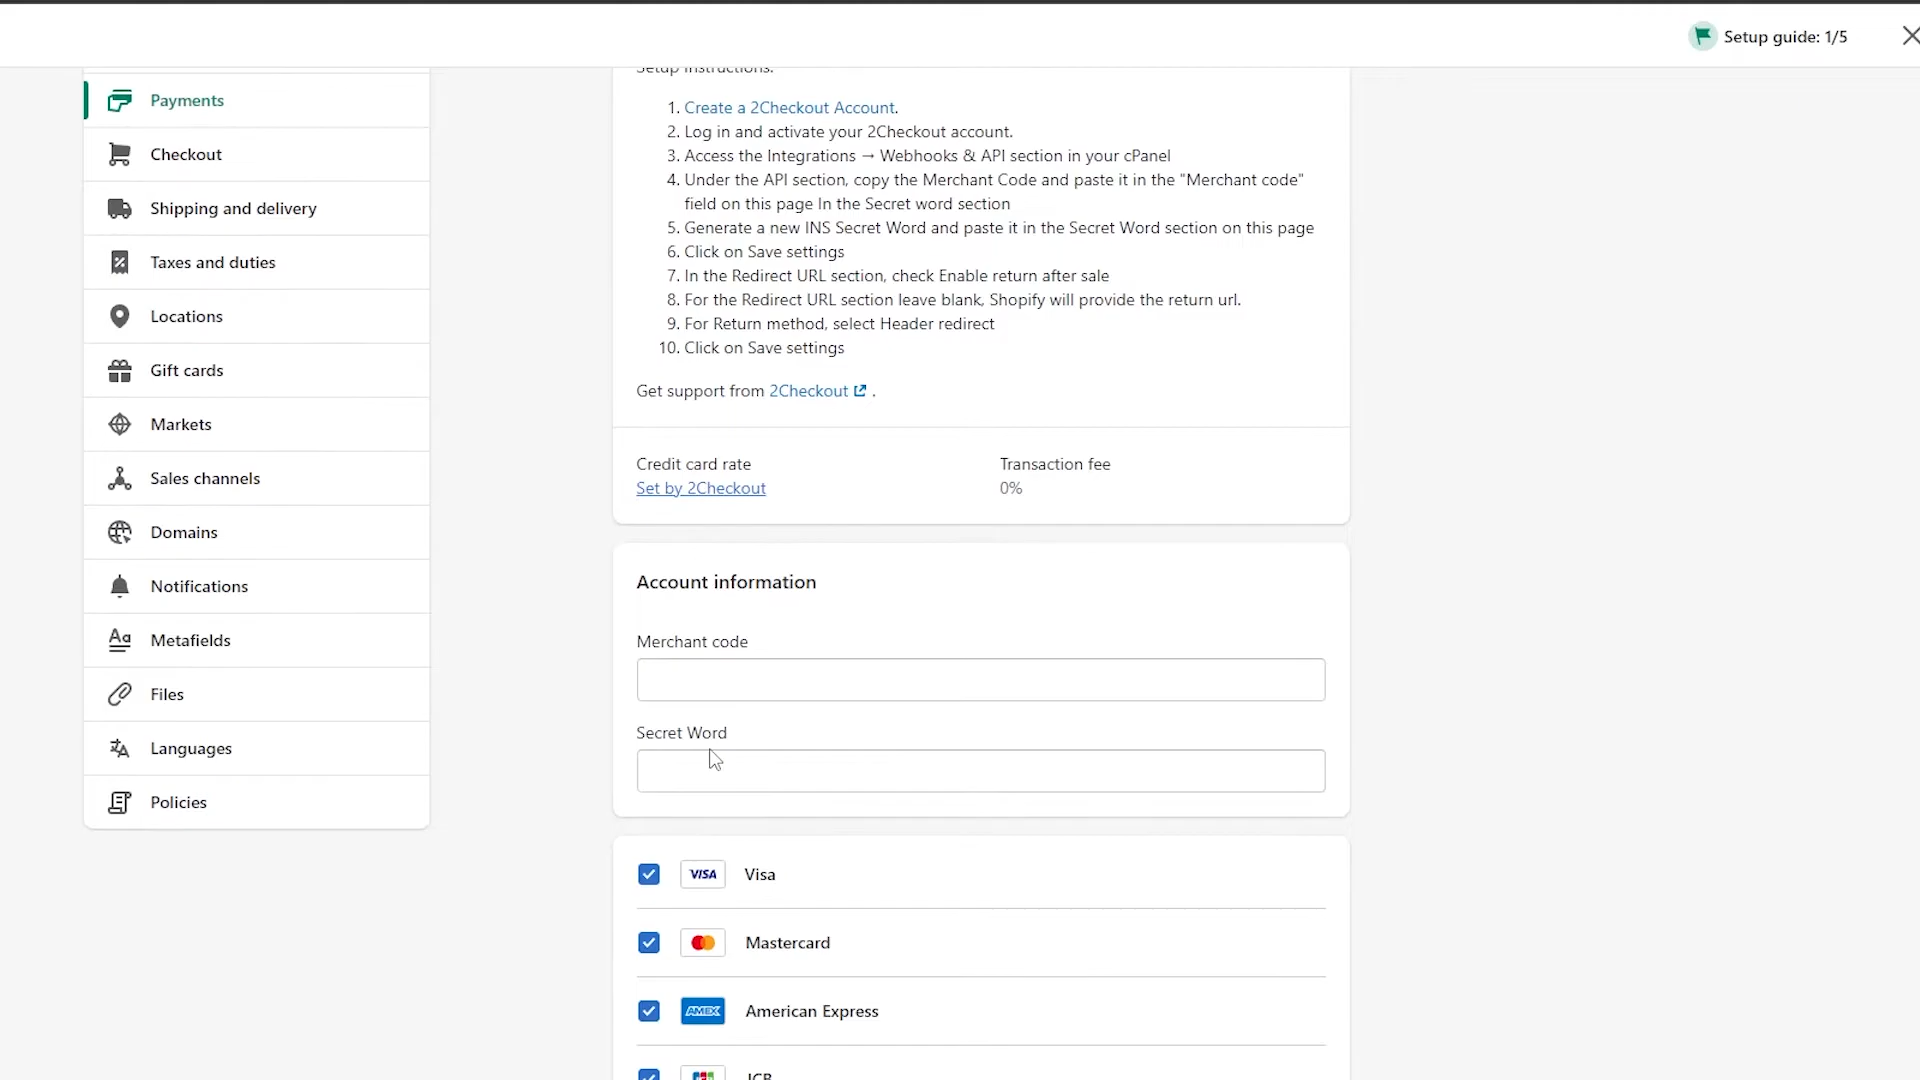 Setup guide: 1/5
Payments
Checkout
Shipping and delivery
Taxes and duties
Locations
Gift cards
Markets
Sales channels
Domains
Notifications
Metafields
Files
Languages
Policies
Setup instructions:
1. Create a 2Checkout Account.
2. Log in and activate your 2Checkout account.
3. Access the Integrations → Webhooks & API section in your cPanel
4. Under the API section, copy the Merchant Code and paste it in the "Merchant code"
field on this page In the Secret word section
5. Generate a new INS Secret Word and paste it in the Secret Word section on this page
6. Click on Save settings
7. In the Redirect URL section, check Enable return after sale
8. For the Redirect URL section leave blank, Shopify will provide the return url.
9. For Return method, select Header redirect
10. Click on Save settings
Get support from 2Checkout .
Credit card rate
Set by 2Checkout
Transaction fee
0%
Account information
Merchant code
Secret Word
VISA Visa
Mastercard
AMEX American Express
JCB